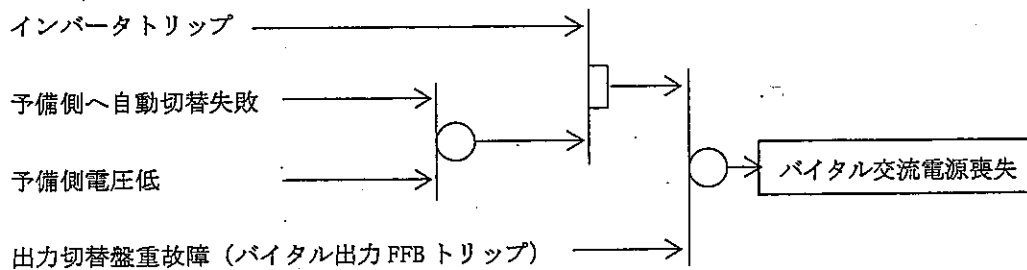 インバータトリップ
予備側へ自動切替失敗
予備側電圧低
バイタル交流電源喪失
出力切替盤重故障（バイタル出力 FFB トリップ）